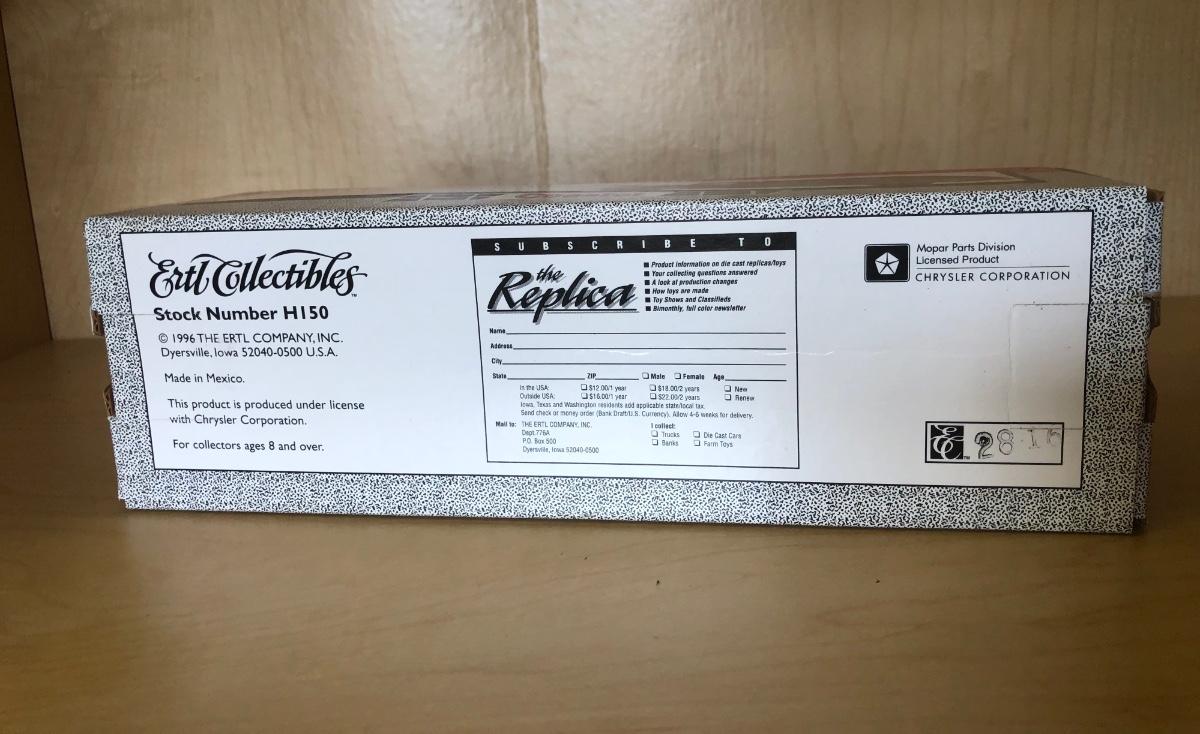 Ertl Collectibles™
Stock Number H150
© 1996 THE ERTL COMPANY, INC.
Dyersville, Iowa 52040-0500 U.S.A.
Made in Mexico.
This product is produced under license
with Chrysler Corporation.
For collectors ages 8 and over.
SUBSCRIBE TO
the
Replica
■ Product information on die cast replicas/toys
■ Your collecting questions answered
■ A look at production changes
■ How toys are made
■ Toy Shows and Classifieds
■ Bimonthly, full color newsletter
Name
Address
City
State ZIP ☐ Male ☐ Female Age
In the USA: ☐ $12.00/1 year ☐ $18.00/2 years ☐ New
Outside USA: ☐ $16.00/1 year ☐ $22.00/2 years ☐ Renew
Iowa, Texas and Washington residents add applicable state/local tax.
Send check or money order (Bank Draft/U.S. Currency). Allow 4-6 weeks for delivery.
Mail to: THE ERTL COMPANY, INC.
Dept. 776A
P.O. Box 500
Dyersville, Iowa 52040-0500
I collect:
☐ Trucks ☐ Die Cast Cars
☐ Banks ☐ Farm Toys
Mopar Parts Division
Licensed Product
CHRYSLER CORPORATION
28